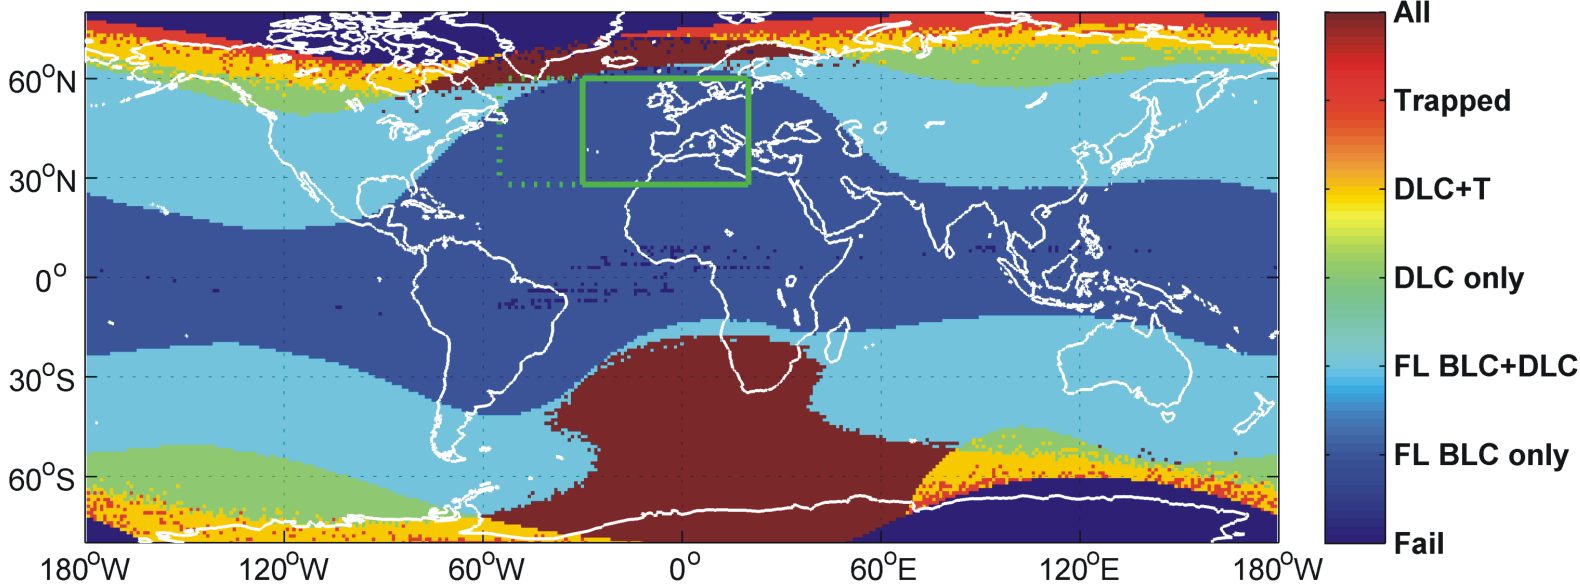 60°N
30°N
0°
30°S
60°S
180°W
120°W
60°W
0°
60°E
120°E
180°W
All
Trapped
DLC+T
DLC only
FL BLC+DLC
FL BLC only
Fail